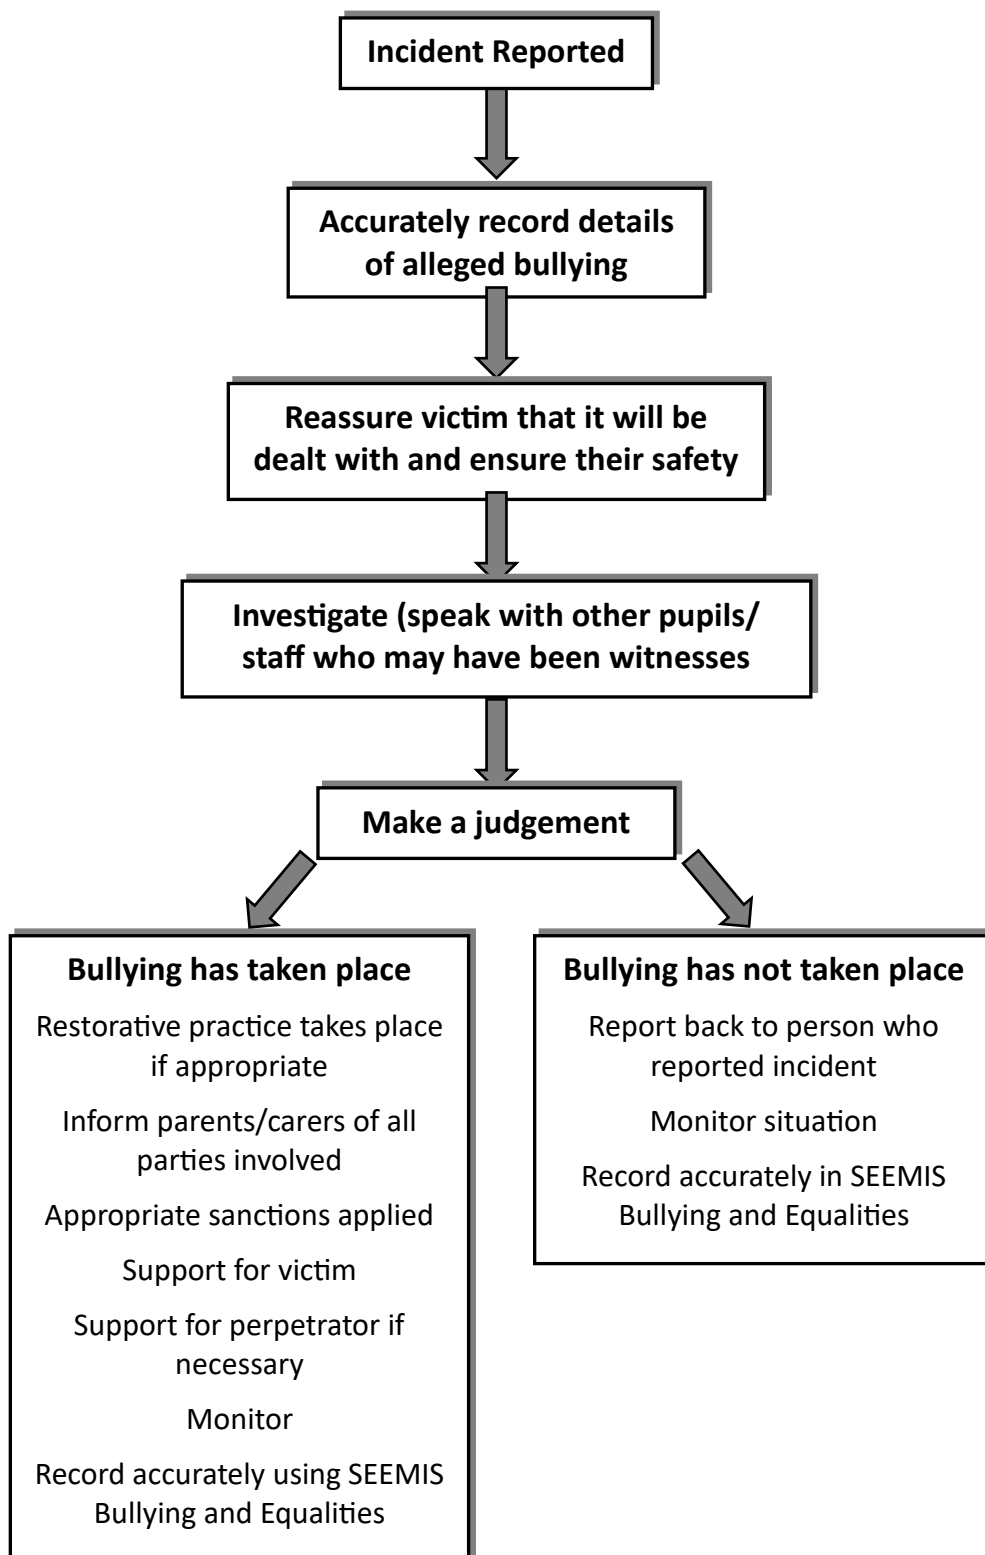 Incident Reported
Accurately record details
of alleged bullying
Reassure victim that it will be
dealt with and ensure their safety
Investigate (speak with other pupils/
staff who may have been witnesses
Make a judgement
Bullying has taken place
Restorative practice takes place
if appropriate
Inform parents/carers of all
parties involved
Appropriate sanctions applied
Support for victim
Support for perpetrator if
necessary
Monitor
Record accurately using SEEMIS
Bullying and Equalities
Bullying has not taken place
Report back to person who
reported incident
Monitor situation
Record accurately in SEEMIS
Bullying and Equalities